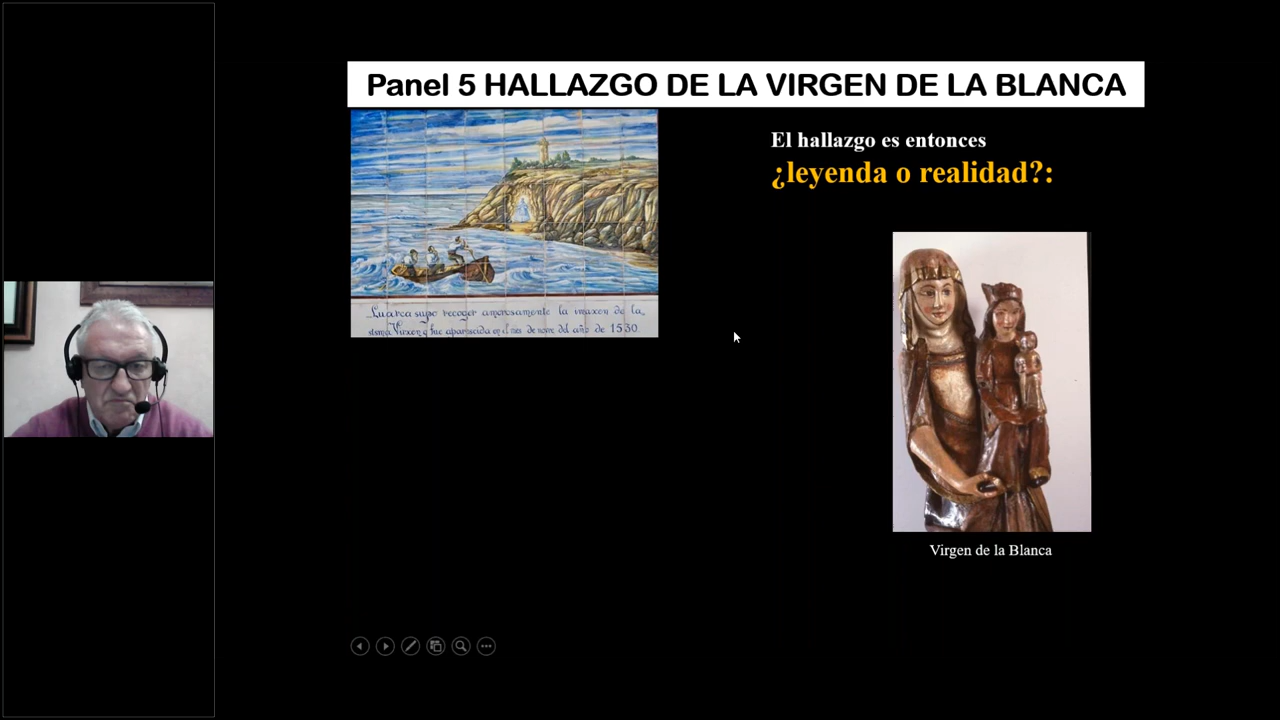 Panel 5 HALLAZGO DE LA VIRGEN DE LA BLANCA
El hallazgo es entonces
¿leyenda o realidad?:
Luarca supo recoger amorosamente la imaxen de la
Virxen q fue aparescida en el mes de del año de 1530.
Virgen de la Blanca